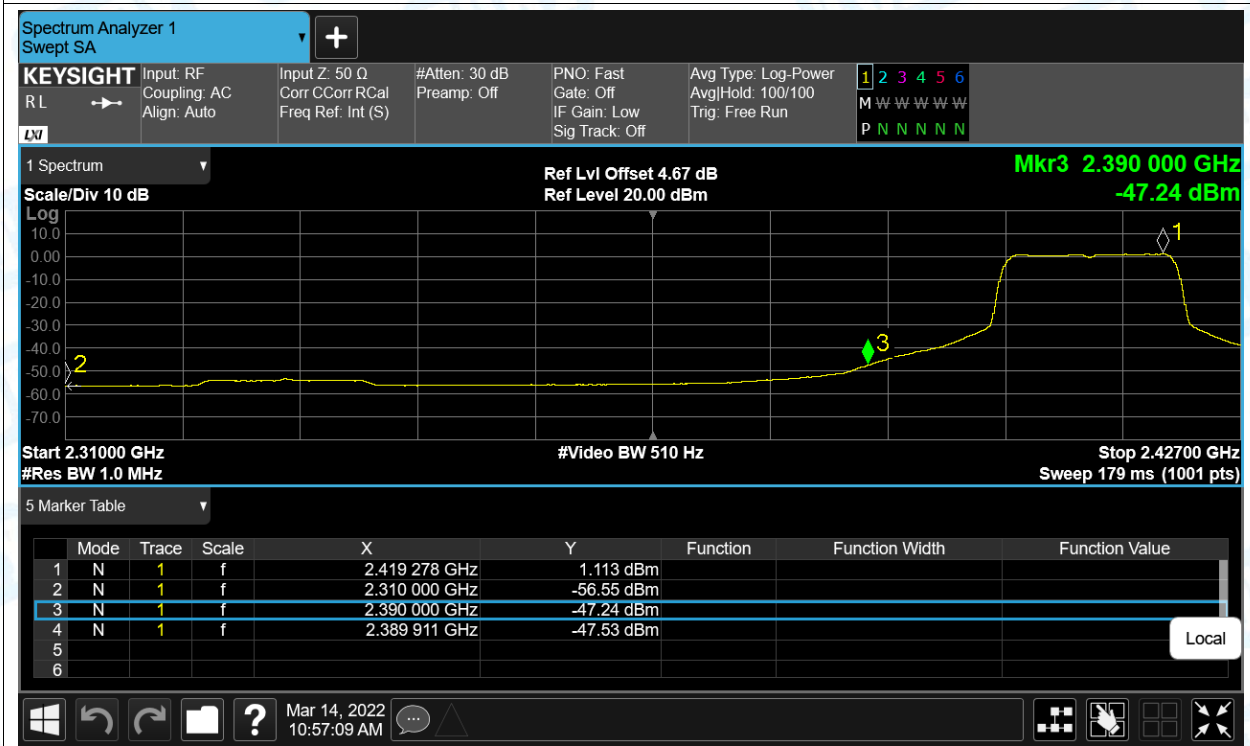 Spectrum Analyzer 1
Swept SA
KEYSIGHT
R L
LXI
Input: RF
Coupling: AC
Align: Auto
Input Z: 50 Ω
Corr CCorr RCal
Freq Ref: Int (S)
#Atten: 30 dB
Preamp: Off
PNO: Fast
Gate: Off
IF Gain: Low
Sig Track: Off
Avg Type: Log-Power
Avg|Hold: 100/100
Trig: Free Run
1 2 3 4 5 6
M W W W W W
P N N N N N
1 Spectrum
Scale/Div 10 dB
Ref Lvl Offset 4.67 dB
Ref Level 20.00 dBm
Mkr3 2.390 000 GHz
-47.24 dBm
Log
10.0
0.00
-10.0
-20.0
-30.0
-40.0
-50.0
-60.0
-70.0
1
2
3
Start 2.31000 GHz
#Video BW 510 Hz
Stop 2.42700 GHz
#Res BW 1.0 MHz
Sweep 179 ms (1001 pts)
5 Marker Table
Mode Trace Scale X Y Function Function Width Function Value
1 N 1 f 2.419 278 GHz 1.113 dBm
2 N 1 f 2.310 000 GHz -56.55 dBm
3 N 1 f 2.390 000 GHz -47.24 dBm
4 N 1 f 2.389 911 GHz -47.53 dBm
5
6
Local
?
Mar 14, 2022
10:57:09 AM